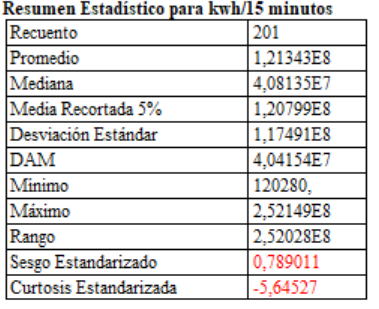 Resumen Estadístico para kwh/15 minutos
Recuento 201
Promedio 1,21343E8
Mediana 4,08135E7
Media Recortada 5% 1,20799E8
Desviación Estándar 1,17491E8
DAM 4,04154E7
Mínimo 120280,
Máximo 2,52149E8
Rango 2,52028E8
Sesgo Estandarizado 0,789011
Curtosis Estandarizada -5,64527